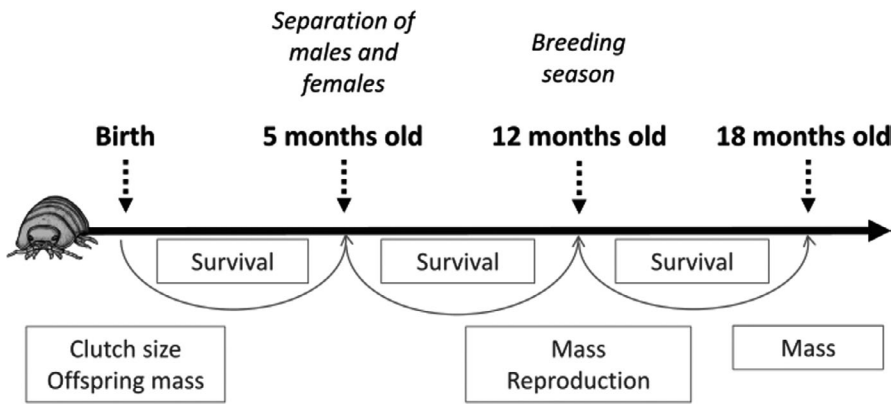 Separation of
males and
females
Breeding
season
Birth
5 months old
12 months old
18 months old
Survival
Survival
Survival
Clutch size
Offspring mass
Mass
Reproduction
Mass